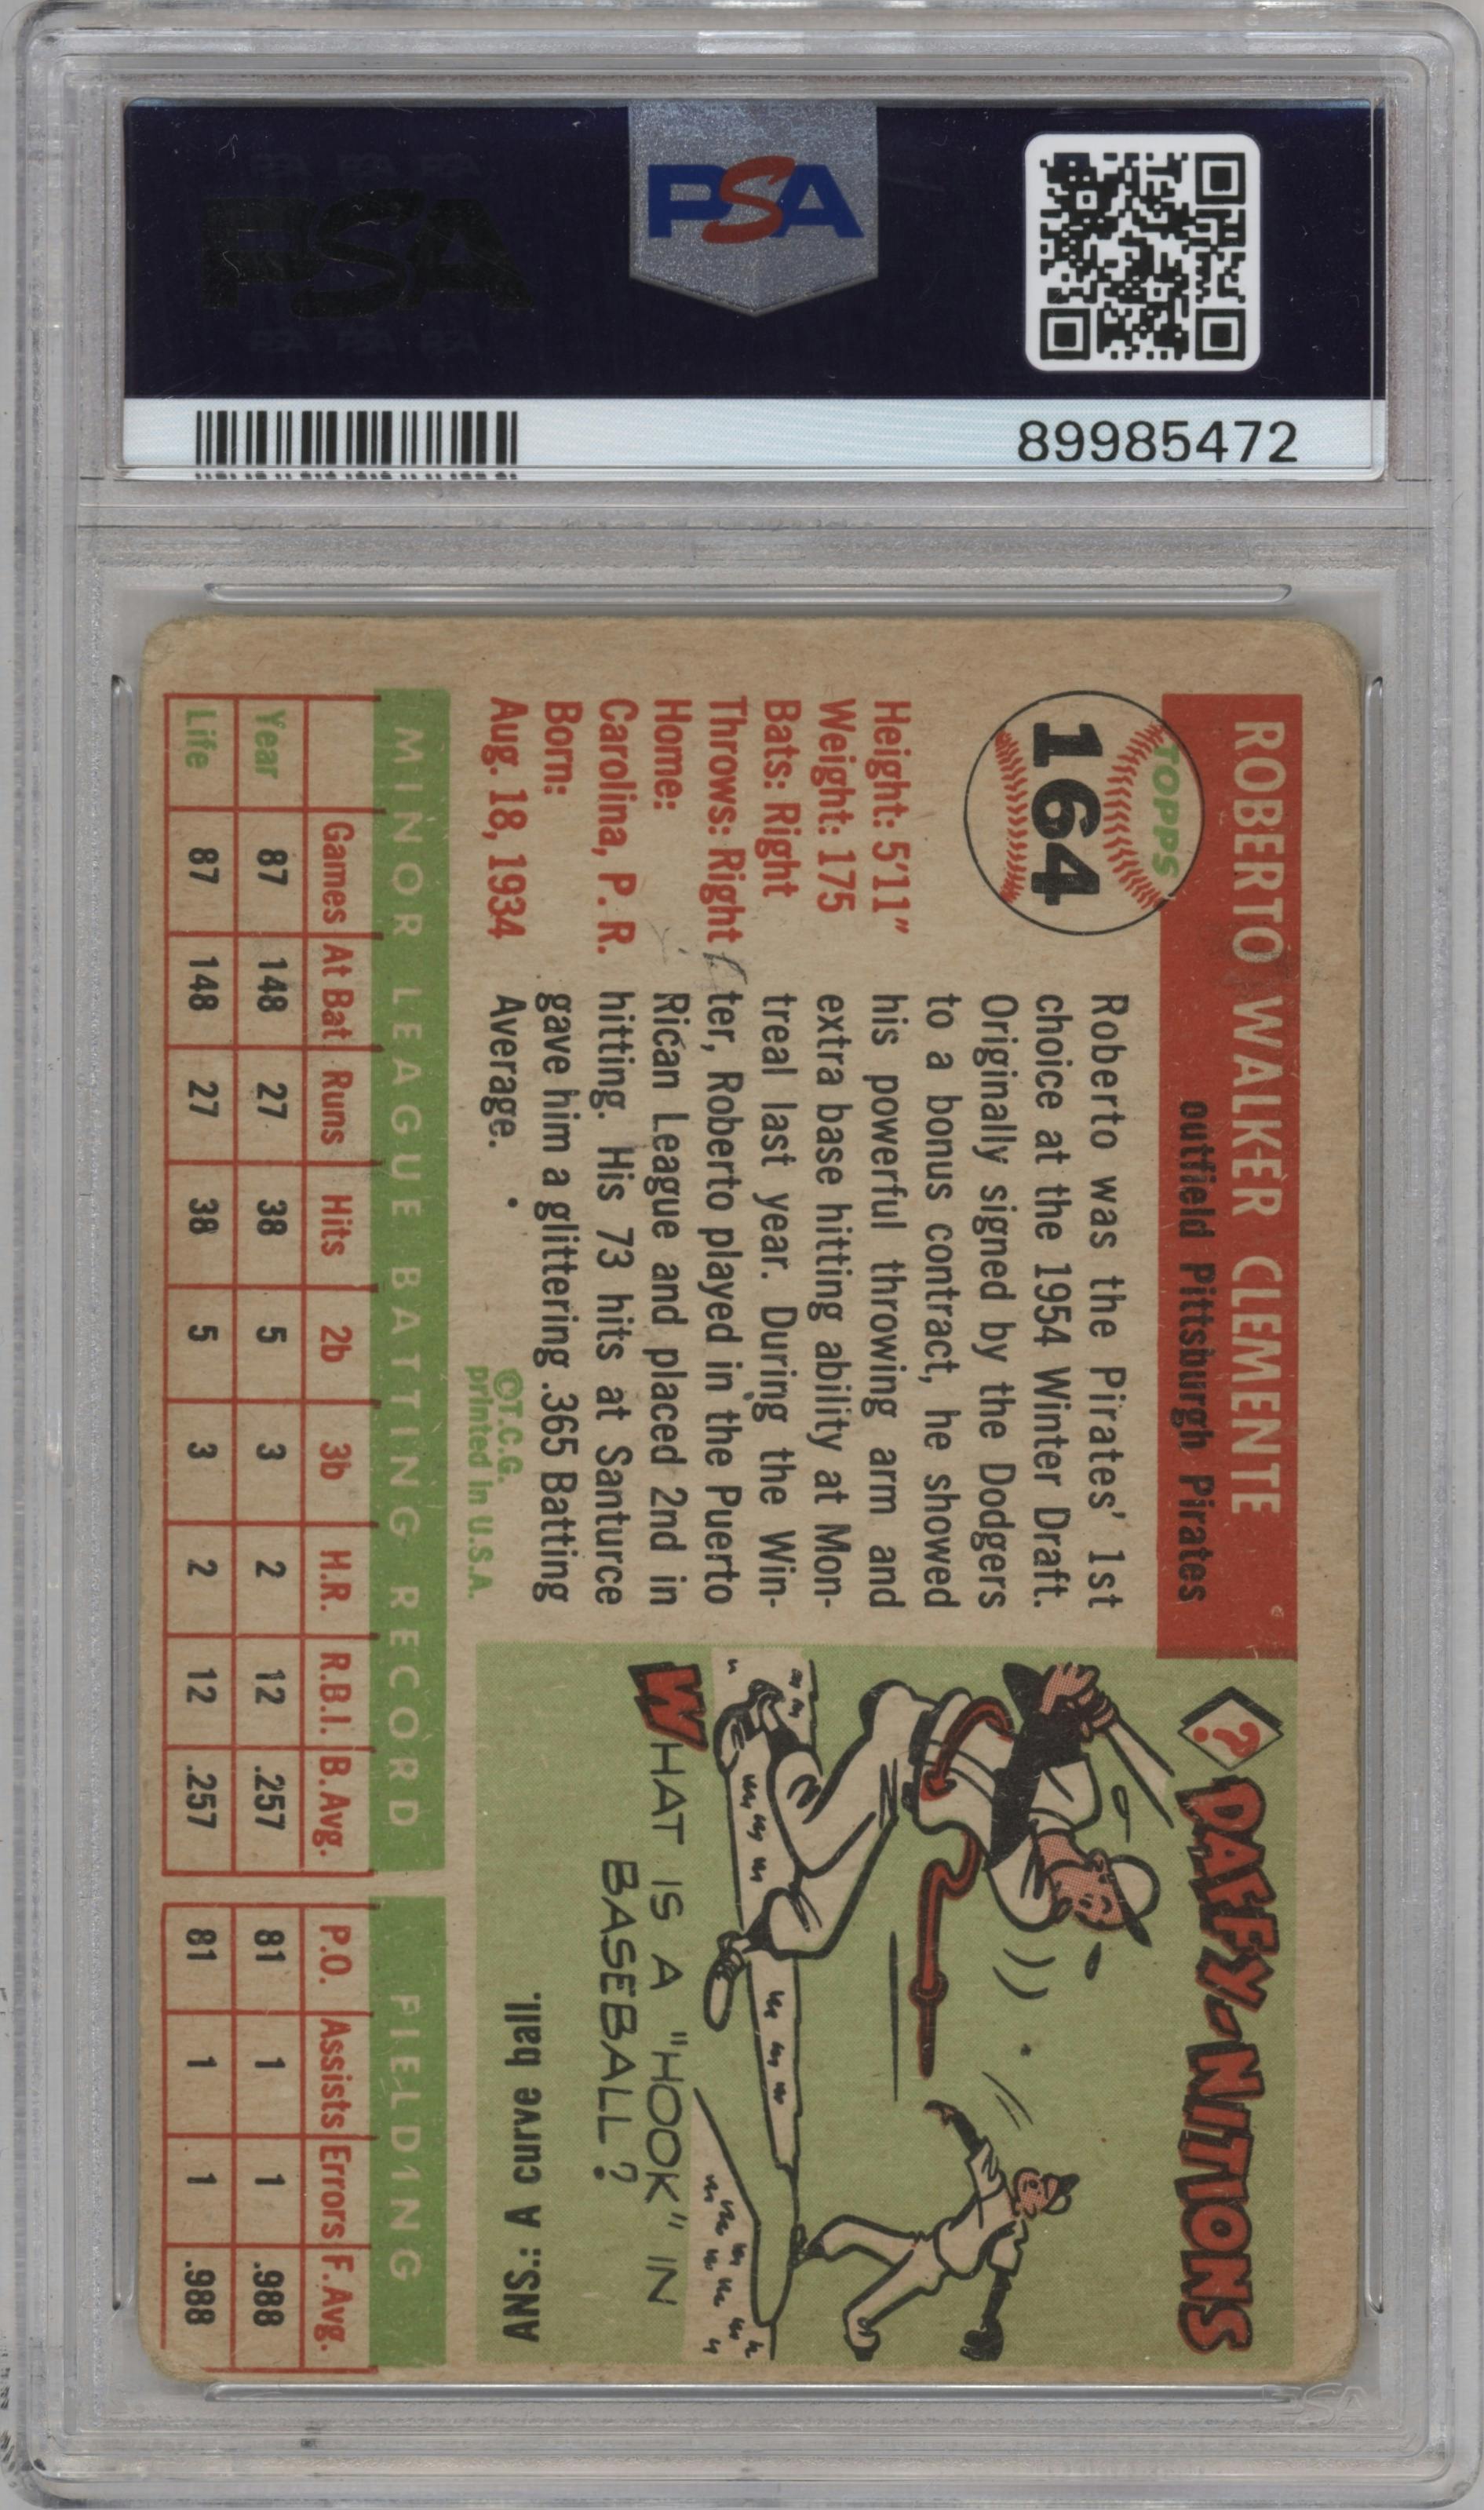 PSA
PSA
89985472
ROBERTO WALKER CLEMENTE
outfield Pittsburgh Pirates
TOPPS
164
Height: 5'11"
Weight: 175
Bats: Right
Throws: Right
Home:
Carolina, P. R.
Born:
Aug. 18, 1934
Roberto was the Pirates' 1st
choice at the 1954 Winter Draft.
Originally signed by the Dodgers
to a bonus contract, he showed
his powerful throwing arm and
extra base hitting ability at Mon-
treal last year. During the Win-
ter, Roberto played in the Puerto
Rican League and placed 2nd in
hitting. His 73 hits at Santurce
gave him a glittering .365 Batting
Average.
©T.C.G.
printed in U.S.A.
? DAFFY-NITIONS
WHAT IS A "HOOK" IN
BASEBALL?
ANS.: A curve ball.
MINOR LEAGUE BATTING RECORD FIELDING
Games At Bat Runs Hits 2b 3b H.R. R.B.I. B.Avg. P.O. Assists Errors F.Avg.
Year 87 148 27 38 5 3 2 12 .257 81 1 1 .988
Life 87 148 27 38 5 3 2 12 .257 81 1 1 .988
PSA